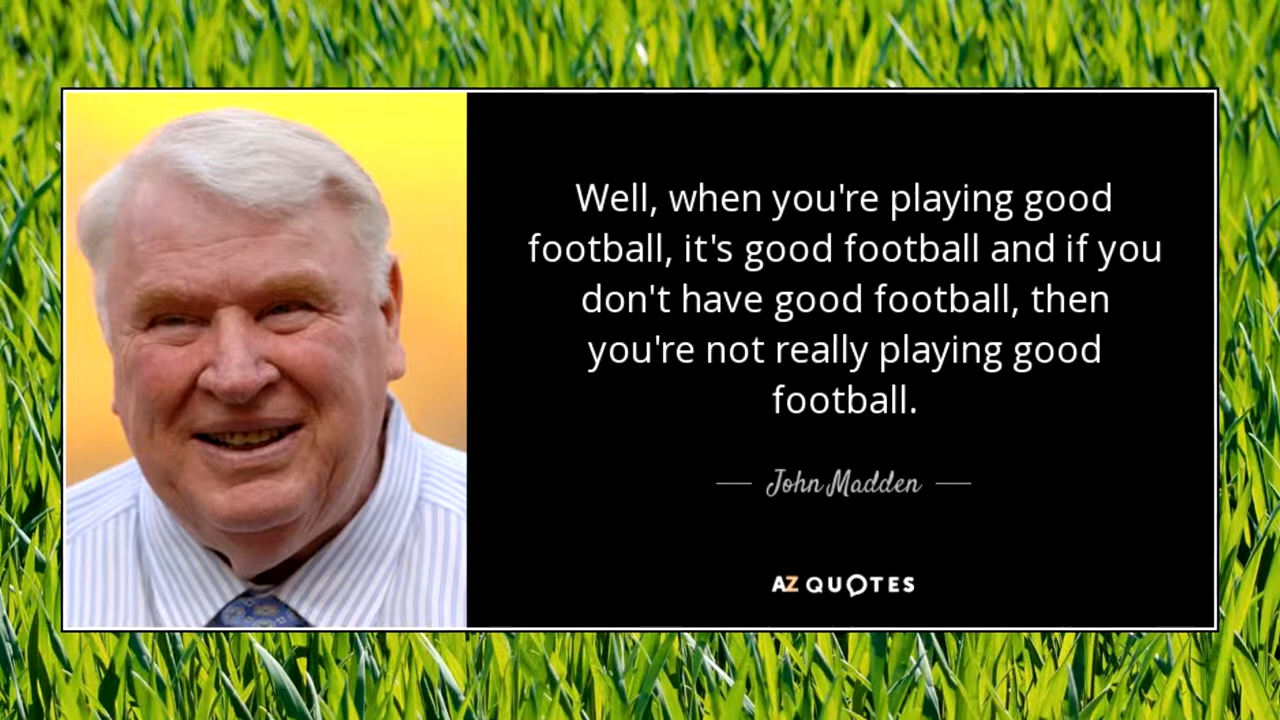 Well, when you're playing good
football, it's good football and if you
don't have good football, then
you're not really playing good
football.
John Madden
AZ QUOTES